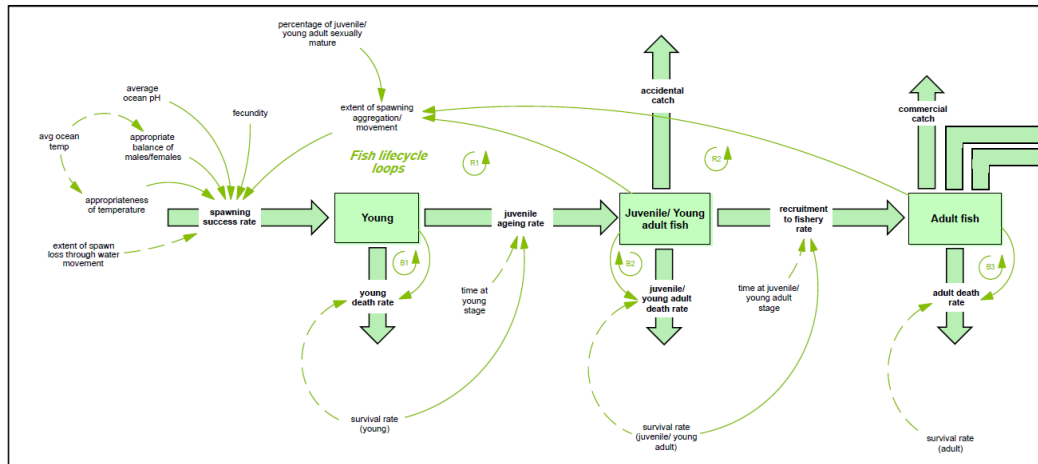 percentage of juvenile/
young adult sexually
mature
average
ocean pH
fecundity
extent of spawning
aggregation/
movement
accidental
catch
commercial
catch
avg ocean
temp
appropriate
balance of
males/females
Fish lifecycle
loops
R1
R2
appropriateness
of temperature
spawning
success rate
Young
juvenile
ageing rate
Juvenile/ Young
adult fish
recruitment
to fishery
rate
Adult fish
extent of spawn
loss through water
movement
B1
B2
B3
young
death rate
time at
young
stage
juvenile/
young adult
death rate
time at juvenile/
young adult
stage
adult death
rate
survival rate
(young)
survival rate
(juvenile/ young
adult)
survival rate
(adult)